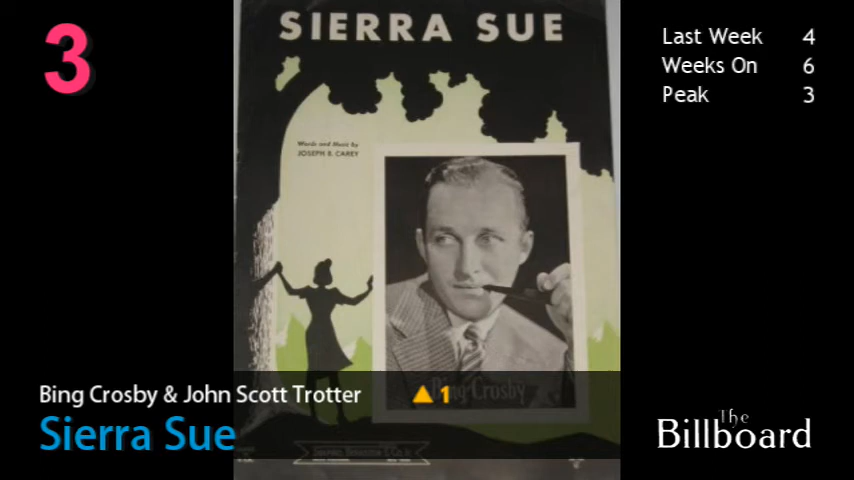 3
SIERRA SUE
Last Week 4
Weeks On 6
Peak 3
Words and Music by
JOSEPH B. CAREY
Bing Crosby
Bing Crosby & John Scott Trotter ▲1
Sierra Sue
The
Billboard